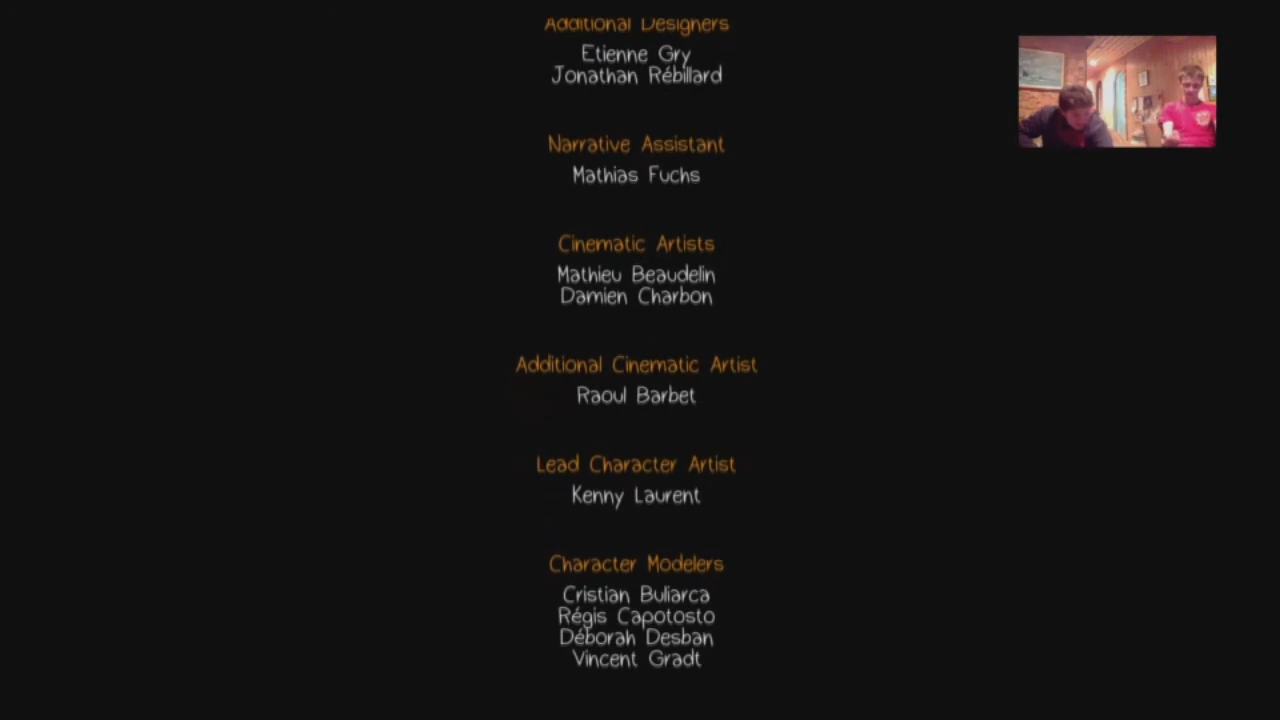 Additional Designers
Etienne Gry
Jonathan Rébillard
Narrative Assistant
Mathias Fuchs
Cinematic Artists
Mathieu Beaudelin
Damien Charbon
Additional Cinematic Artist
Raoul Barbet
Lead Character Artist
Kenny Laurent
Character Modelers
Cristian Buliarca
Régis Capotosto
Déborah Desban
Vincent Gradt